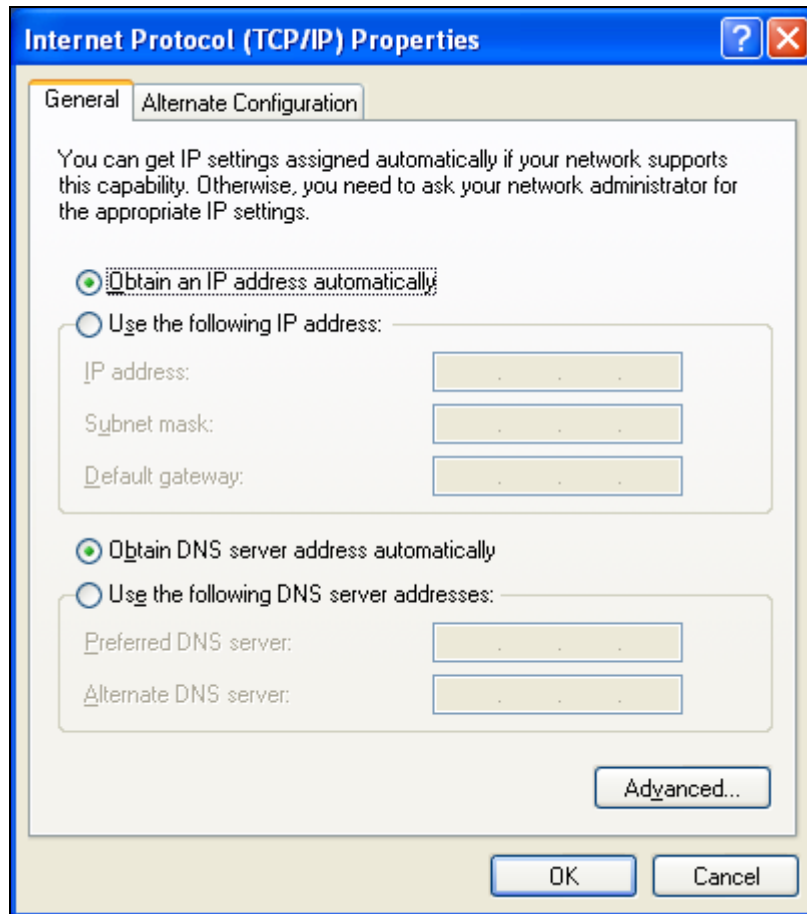 Internet Protocol (TCP/IP) Properties
General
Alternate Configuration
You can get IP settings assigned automatically if your network supports
this capability. Otherwise, you need to ask your network administrator for
the appropriate IP settings.
Obtain an IP address automatically
Use the following IP address:
IP address:
Subnet mask:
Default gateway:
Obtain DNS server address automatically
Use the following DNS server addresses:
Preferred DNS server:
Alternate DNS server:
Advanced...
OK
Cancel